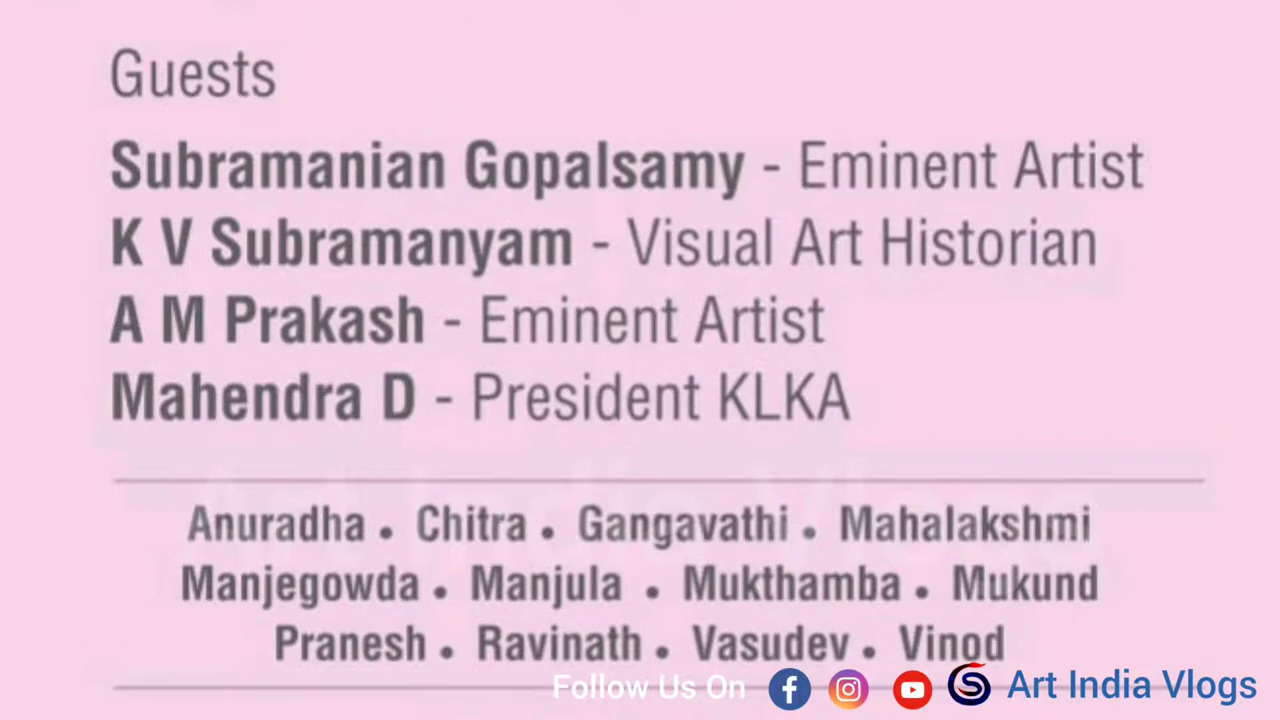 Guests
Subramanian Gopalsamy - Eminent Artist
K V Subramanyam - Visual Art Historian
A M Prakash - Eminent Artist
Mahendra D - President KLKA
Anuradha • Chitra • Gangavathi • Mahalakshmi
Manjegowda • Manjula • Mukthamba • Mukund
Pranesh • Ravinath • Vasudev • Vinod
Follow Us On Art India Vlogs